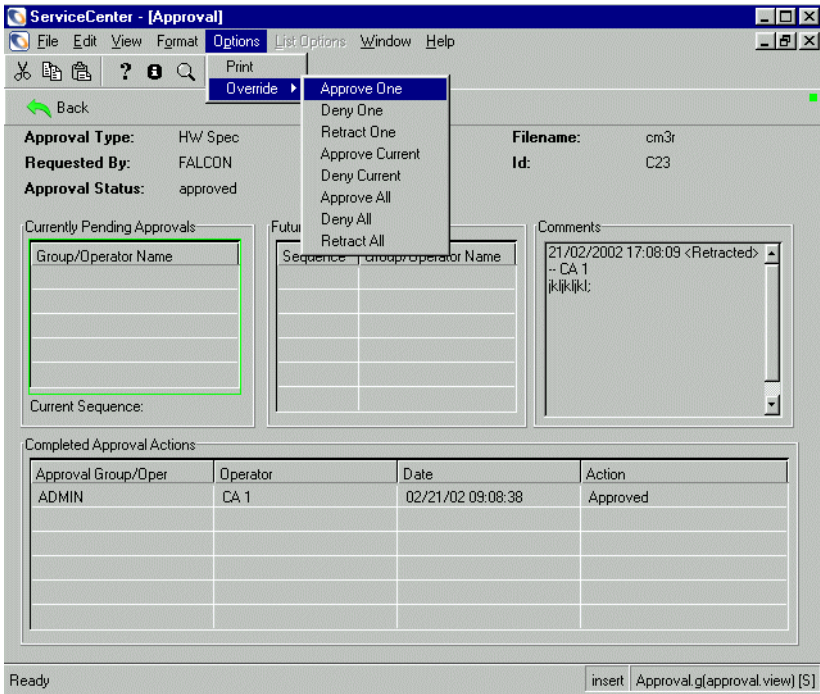 ServiceCenter - [Approval]
File Edit View Format Options List Options Window Help
Print
Override
Approve One
Deny One
Retract One
Approve Current
Deny Current
Approve All
Deny All
Retract All
Back
Approval Type: HW Spec
Filename: cm3r
Requested By: FALCON
Id: C23
Approval Status: approved
Currently Pending Approvals
Group/Operator Name
Current Sequence:
Futu
Sequence Group/Operator Name
Comments
21/02/2002 17:08:09 <Retracted>
-- CA 1
jkljkljkl;
Completed Approval Actions
Approval Group/Oper Operator Date Action
ADMIN CA 1 02/21/02 09:08:38 Approved
Ready
insert Approval.g(approval.view) [S]